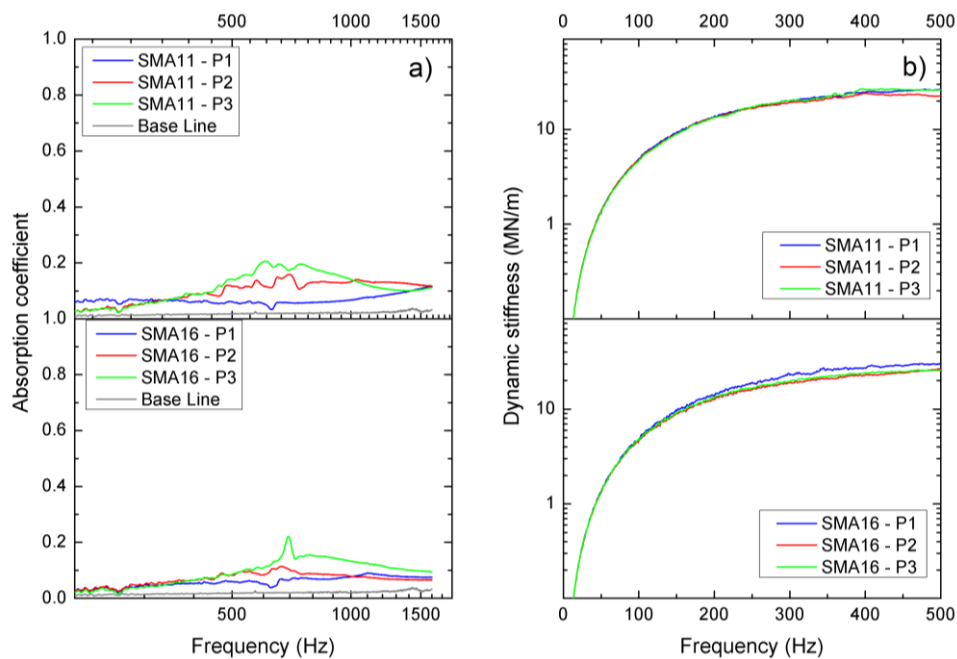 500 1000 1500
1.0
SMA11 - P1
SMA11 - P2
SMA11 - P3
Base Line
a)
0.8
0.6
0.4
0.2
1.0
SMA16 - P1
SMA16 - P2
SMA16 - P3
Base Line
0.8
0.6
0.4
0.2
0.0
500 1000 1500
Frequency (Hz)
Absorption coefficient
0 100 200 300 400 500
b)
10
1
SMA11 - P1
SMA11 - P2
SMA11 - P3
10
1
SMA16 - P1
SMA16 - P2
SMA16 - P3
0 100 200 300 400 500
Frequency (Hz)
Dynamic stiffness (MN/m)